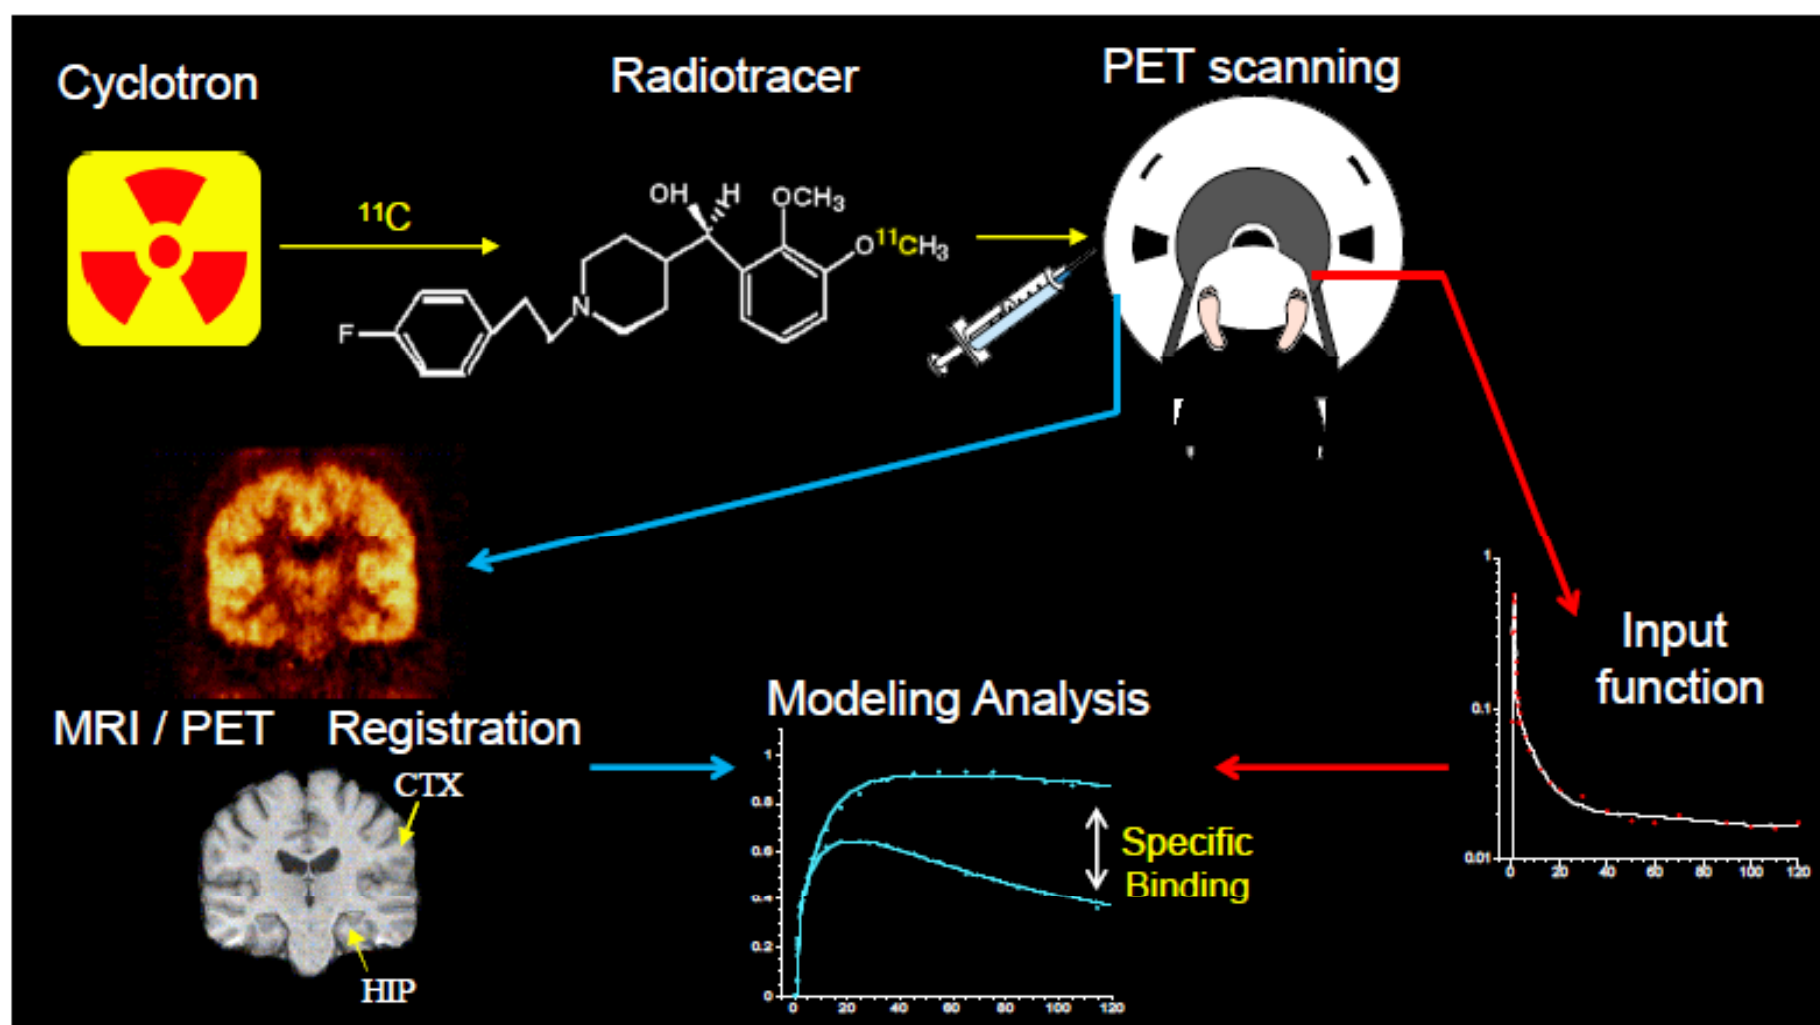 Cyclotron
Radiotracer
PET scanning
¹¹C
OH
H
OCH₃
O¹¹CH₃
N
F
MRI / PET Registration
CTX
HIP
Modeling Analysis
1
0.8
0.6
0.4
0.2
0
0 20 40 60 80 100 120
Specific
Binding
Input
function
1
0.1
0.01
0 20 40 60 80 100 120